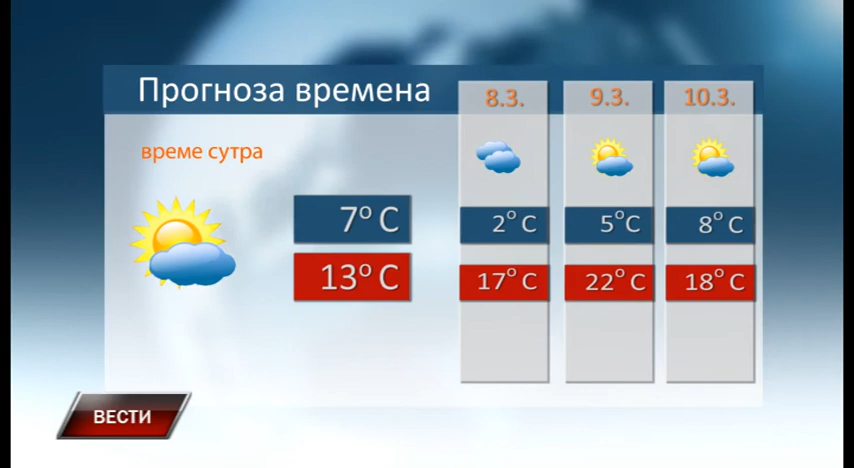 Прогноза времена
време сутра
7° C
13° C
8.3.
9.3.
10.3.
2° C
5°C
8° C
17° C
22° C
18° C
ВЕСТИ